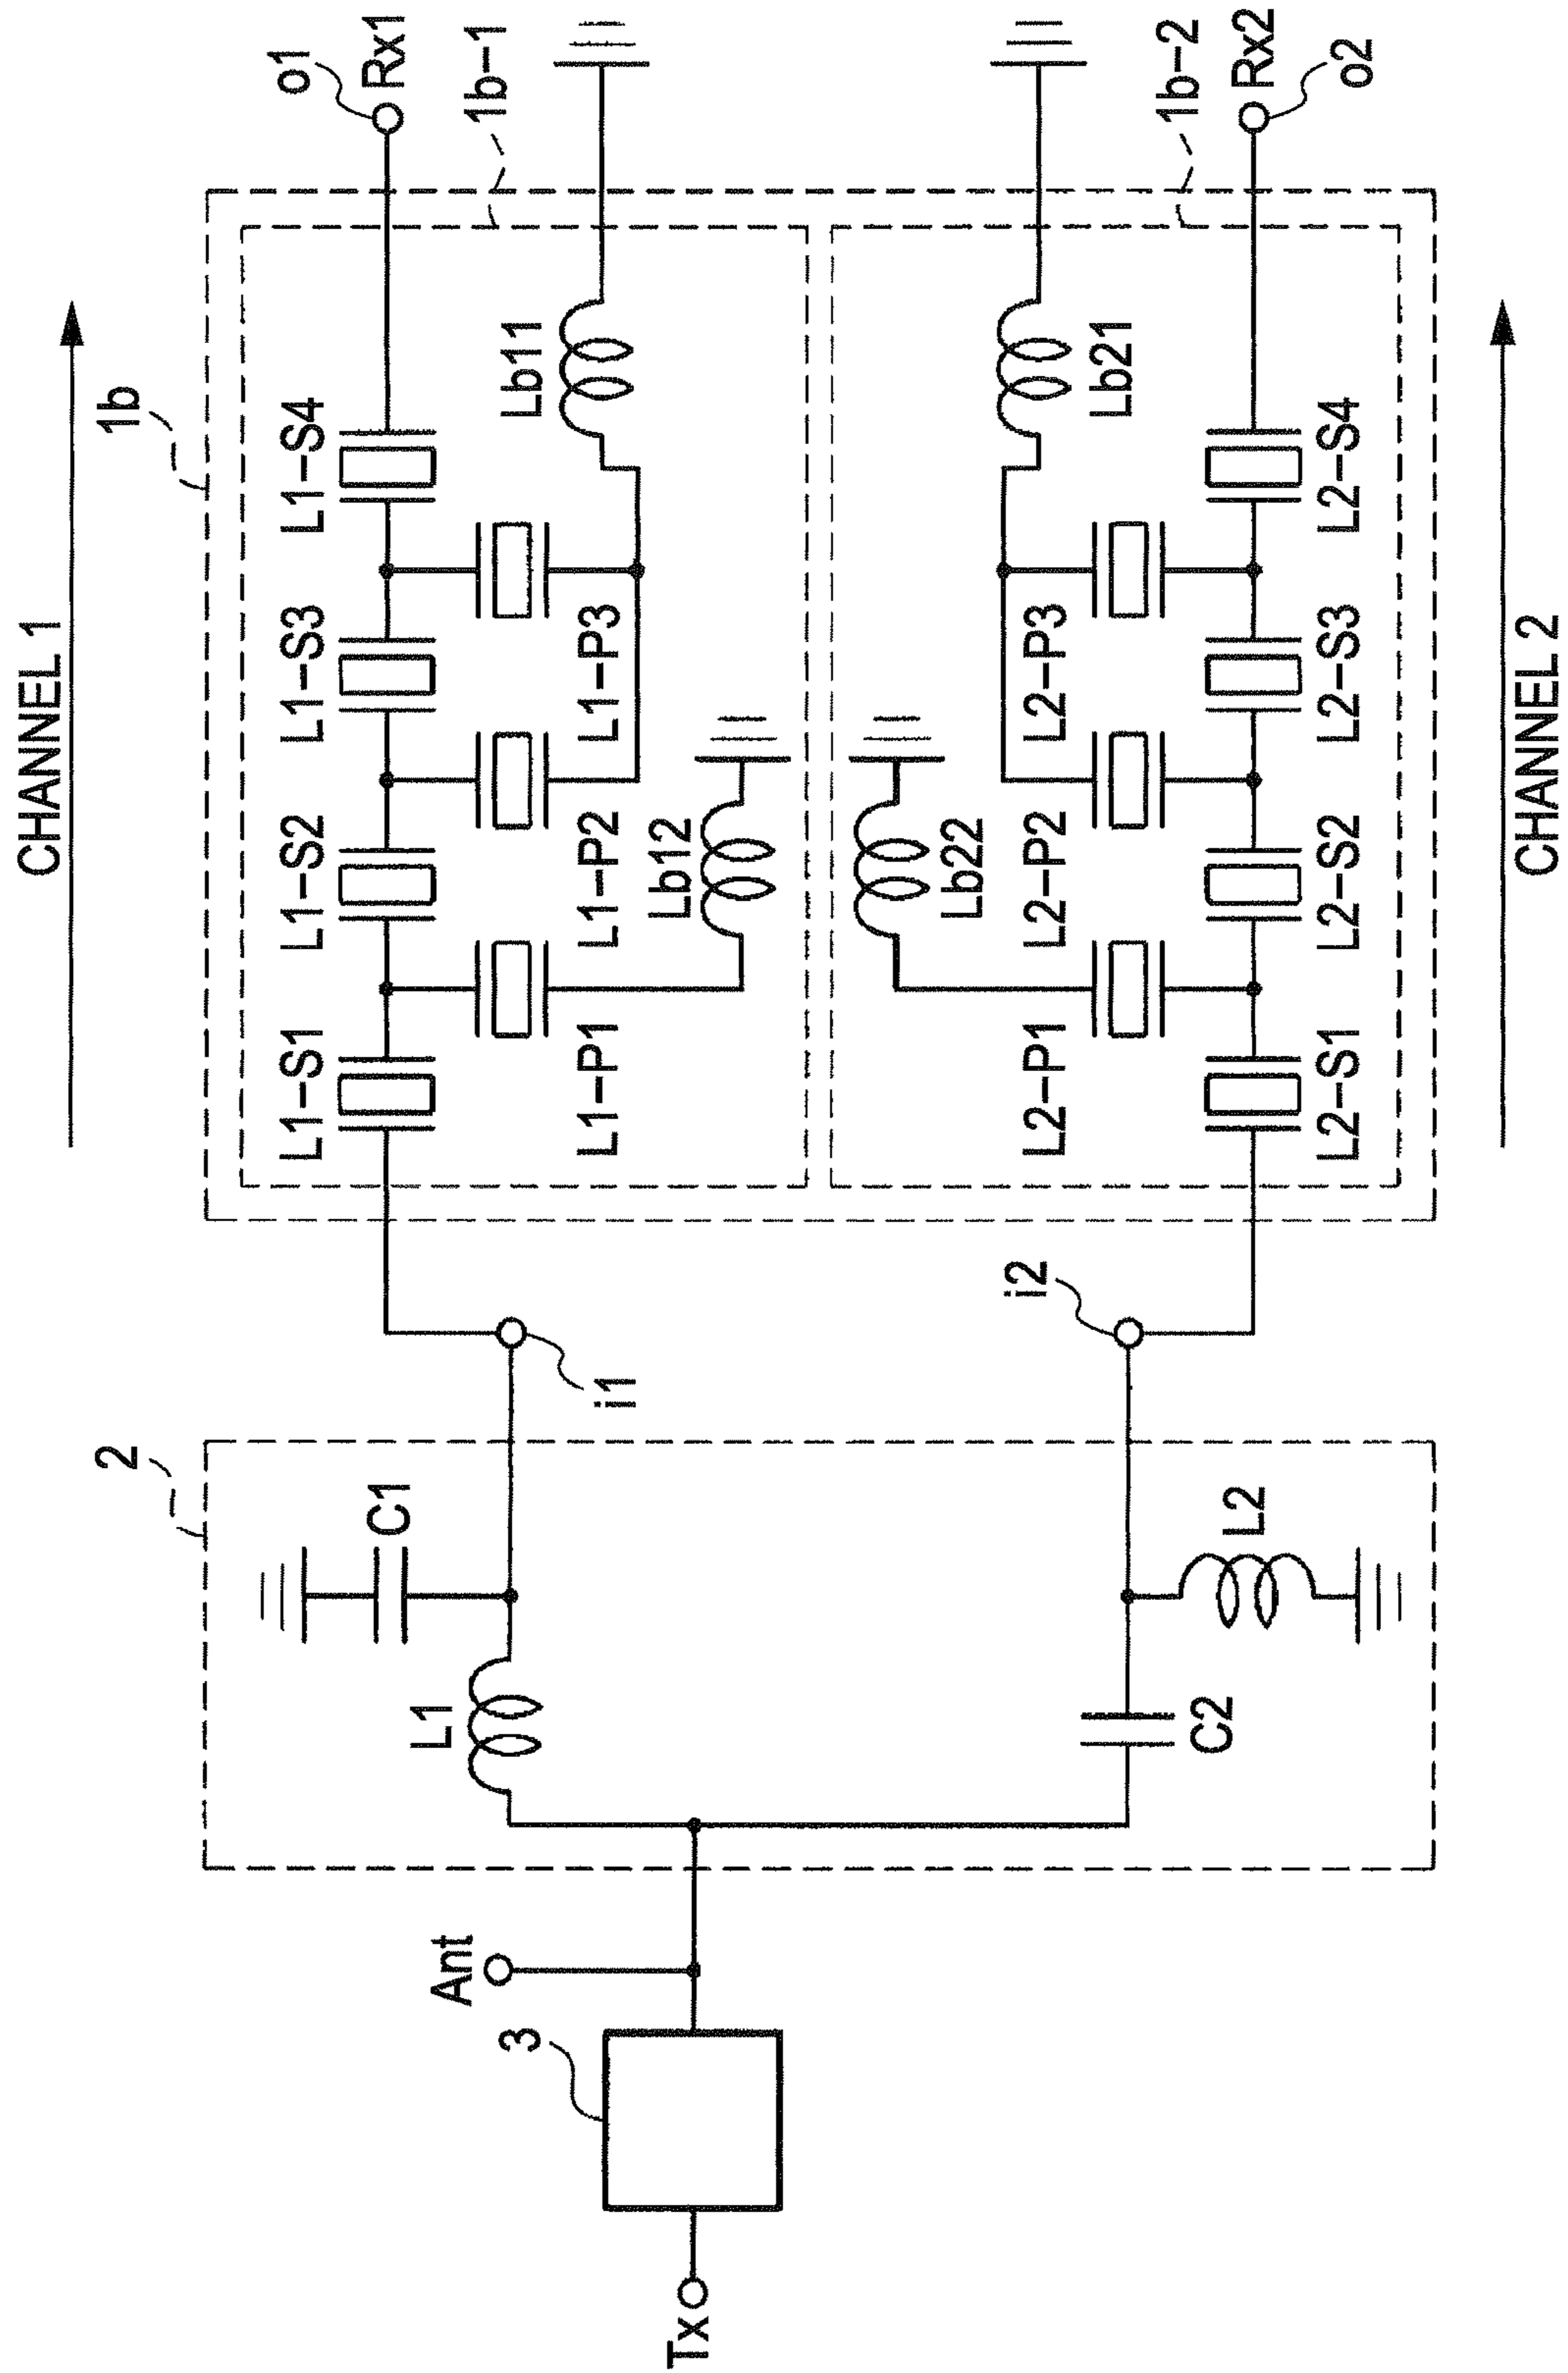 CHANNEL 1
1b
o1
Rx1
1b-1
L1-S1
L1-S2
L1-S3
L1-S4
L1-P1
L1-P2
L1-P3
Lb11
Lb12
2
C1
L1
i1
Ant
3
Tx
i2
C2
L2
Lb22
Lb21
L2-P1
L2-P2
L2-P3
L2-S1
L2-S2
L2-S3
L2-S4
1b-2
Rx2
o2
CHANNEL 2